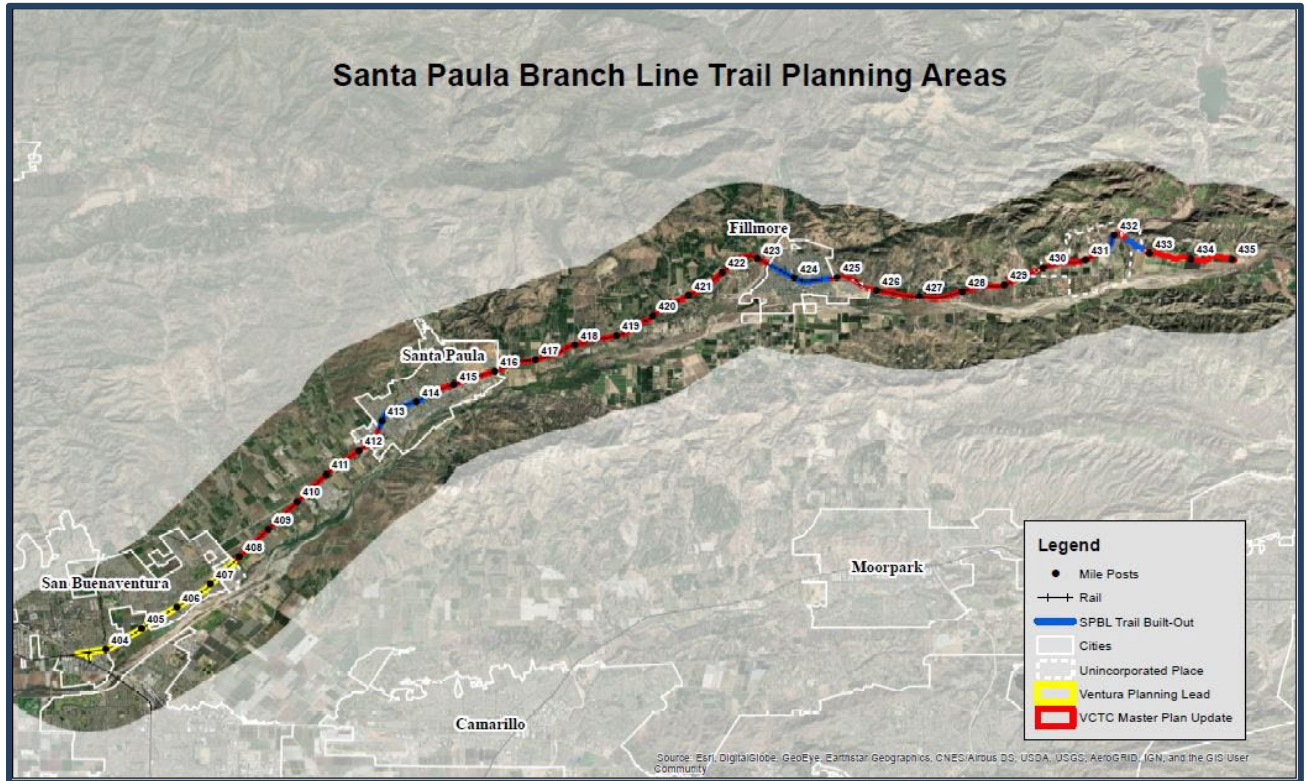 Santa Paula Branch Line Trail Planning Areas
Fillmore
432
423
433
434
435
431
422
424
425
430
429
421
426
427
428
420
419
418
Santa Paula
417
416
415
414
413
412
411
410
409
408
San Buenaventura
407
406
405
404
Moorpark
Camarillo
Legend
Mile Posts
Rail
SPBL Trail Built-Out
Cities
Unincorporated Place
Ventura Planning Lead
VCTC Master Plan Update
Source: Esri, DigitalGlobe, GeoEye, Earthstar Geographics, CNES/Airbus DS, USDA, USGS, AeroGRID, IGN, and the GIS User
Community